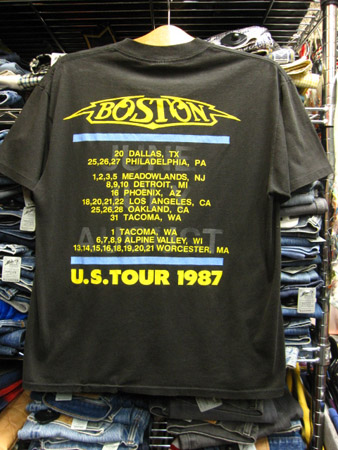 BOSTON
JUNE
20 DALLAS, TX
25,26,27 PHILADELPHIA, PA
1,2,3,5 MEADOWLANDS, NJ
8,9,10 DETROIT, MI
16 PHOENIX, AZ
18,20,21,22 LOS ANGELES, CA
25,26,28 OAKLAND, CA
31 TACOMA, WA
AUGUST
1 TACOMA, WA
6,7,8,9 ALPINE VALLEY, WI
13,14,15,16,18,19,20,21 WORCESTER, MA
U.S. TOUR 1987